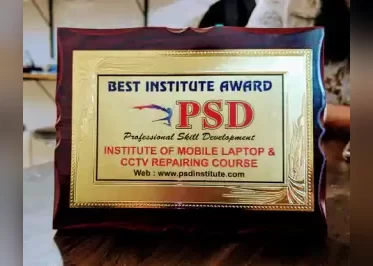 BEST INSTITUTE AWARD
PSD
Professional Skill Development
INSTITUTE OF MOBILE LAPTOP &
CCTV REPAIRING COURSE
Web : www.psdinstitute.com